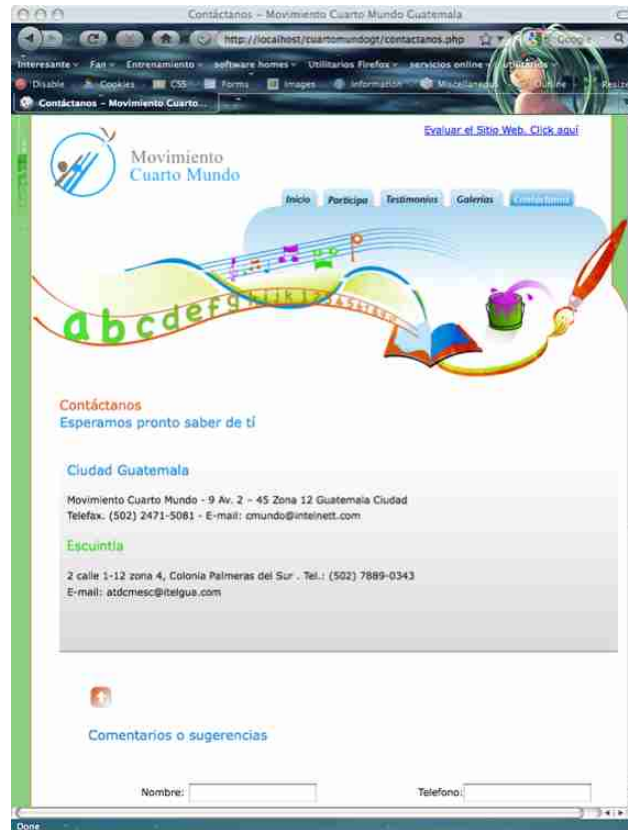 Contáctanos – Movimiento Cuarto Mundo Guatemala
http://localhost/cuartomundogt/contactanos.php
Interesante Fan Entrenamiento software homes Utilitarios Firefox servicios online utilitarios
Disable Cookies CSS Forms Images Information Miscellaneous Outline Resize
Contáctanos – Movimiento Cuarto...
Evaluar el Sitio Web. Click aquí
Movimiento
Cuarto Mundo
Inicio Participa Testimonios Galerías Contáctanos
a b c d e f g
Contáctanos
Esperamos pronto saber de tí
Ciudad Guatemala
Movimiento Cuarto Mundo - 9 Av. 2 - 45 Zona 12 Guatemala Ciudad
Telefax. (502) 2471-5081 - E-mail: cmundo@intelnett.com
Escuintla
2 calle 1-12 zona 4, Colonia Palmeras del Sur . Tel.: (502) 7889-0343
E-mail: atdcmesc@itelgua.com
Comentarios o sugerencias
Nombre: Telefono:
Done